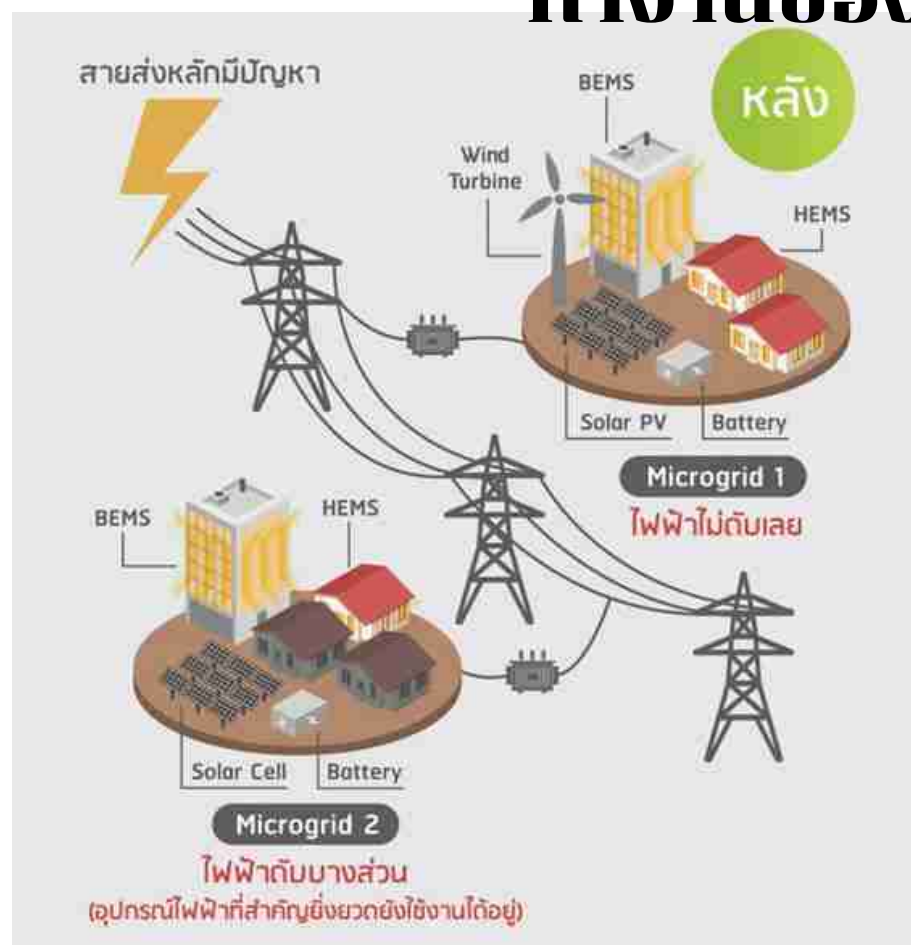 สายส่งหลักมีปัญหา
หลัง
BEMS
Wind
Turbine
HEMS
Solar PV
Battery
Microgrid 1
ไฟฟ้าไม่ดับเลย
BEMS
HEMS
Solar Cell
Battery
Microgrid 2
ไฟฟ้าดับบางส่วน
(อุปกรณ์ไฟฟ้าที่สำคัญยิ่งยวดยังใช้งานได้อยู่)